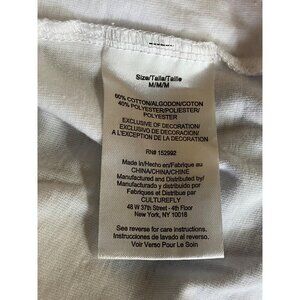 Size/Talla/Taille
M/M/M
60% COTTON/ALGODON/COTON
40% POLYESTER/POLIESTER/
POLYESTER
EXCLUSIVE OF DECORATION/
EXCLUSIVO DE DECORACION/
A L'EXCEPTION DE LA DECORATION
RN# 152992
Made in/Hecho en/Fabrique au
CHINA/CHINA/CHINE
Manufactured and Distributed by/
Manufacturado y distribuido por/
Fabriques et Distribue par
CULTUREFLY
48 W 37th Street - 4th Floor
New York, NY 10018
See reverse for care instructions.
Instrucciones de lavado al reverso.
Voir Verso Pour Le Soin